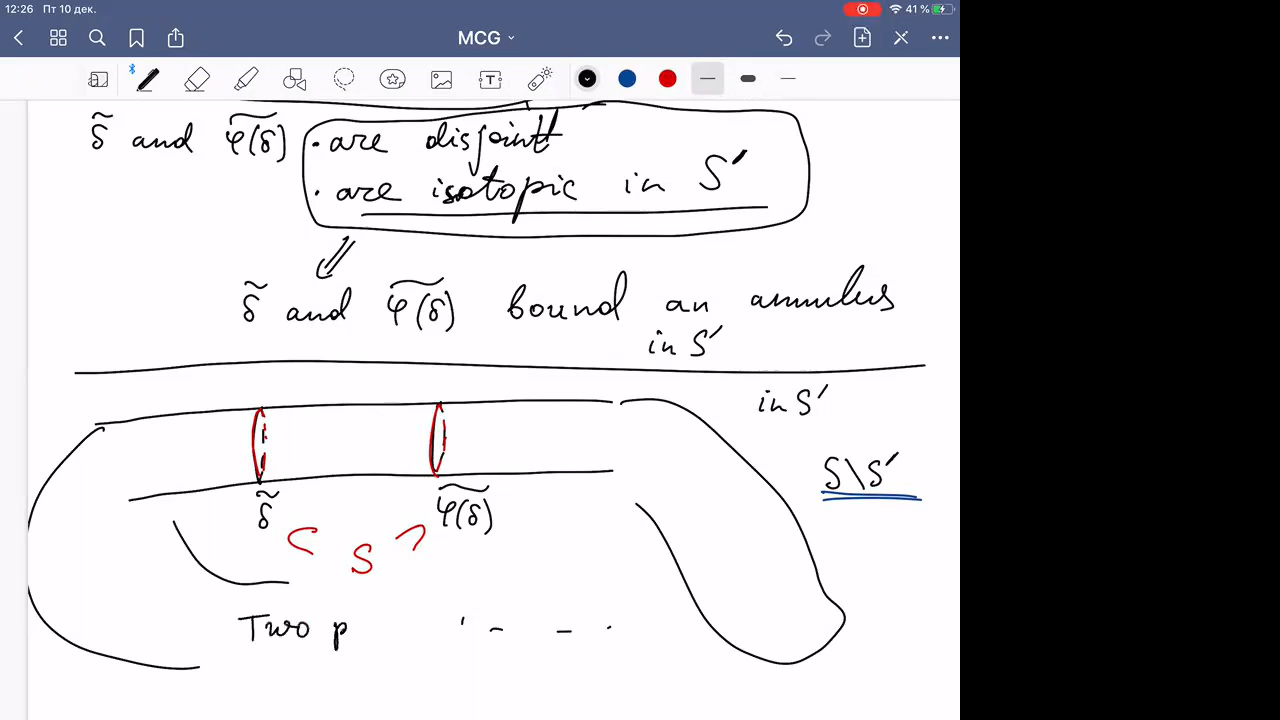 12:26 Пт 10 дек.
41 %
MCG
δ̃ and φ̃(δ) · are disjoint
· are isotopic in S'
⇙
δ̃ and φ̃(δ) bound an annulus
in S'
in S'
S\S'
δ̃ φ̃(δ)
S
Two p